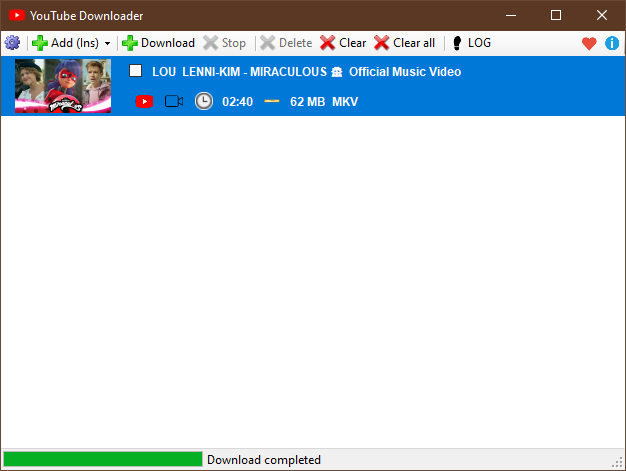 YouTube Downloader
Add (Ins) Download Stop Delete Clear Clear all LOG
LOU LENNI-KIM - MIRACULOUS Official Music Video
02:40 62 MB MKV
Download completed